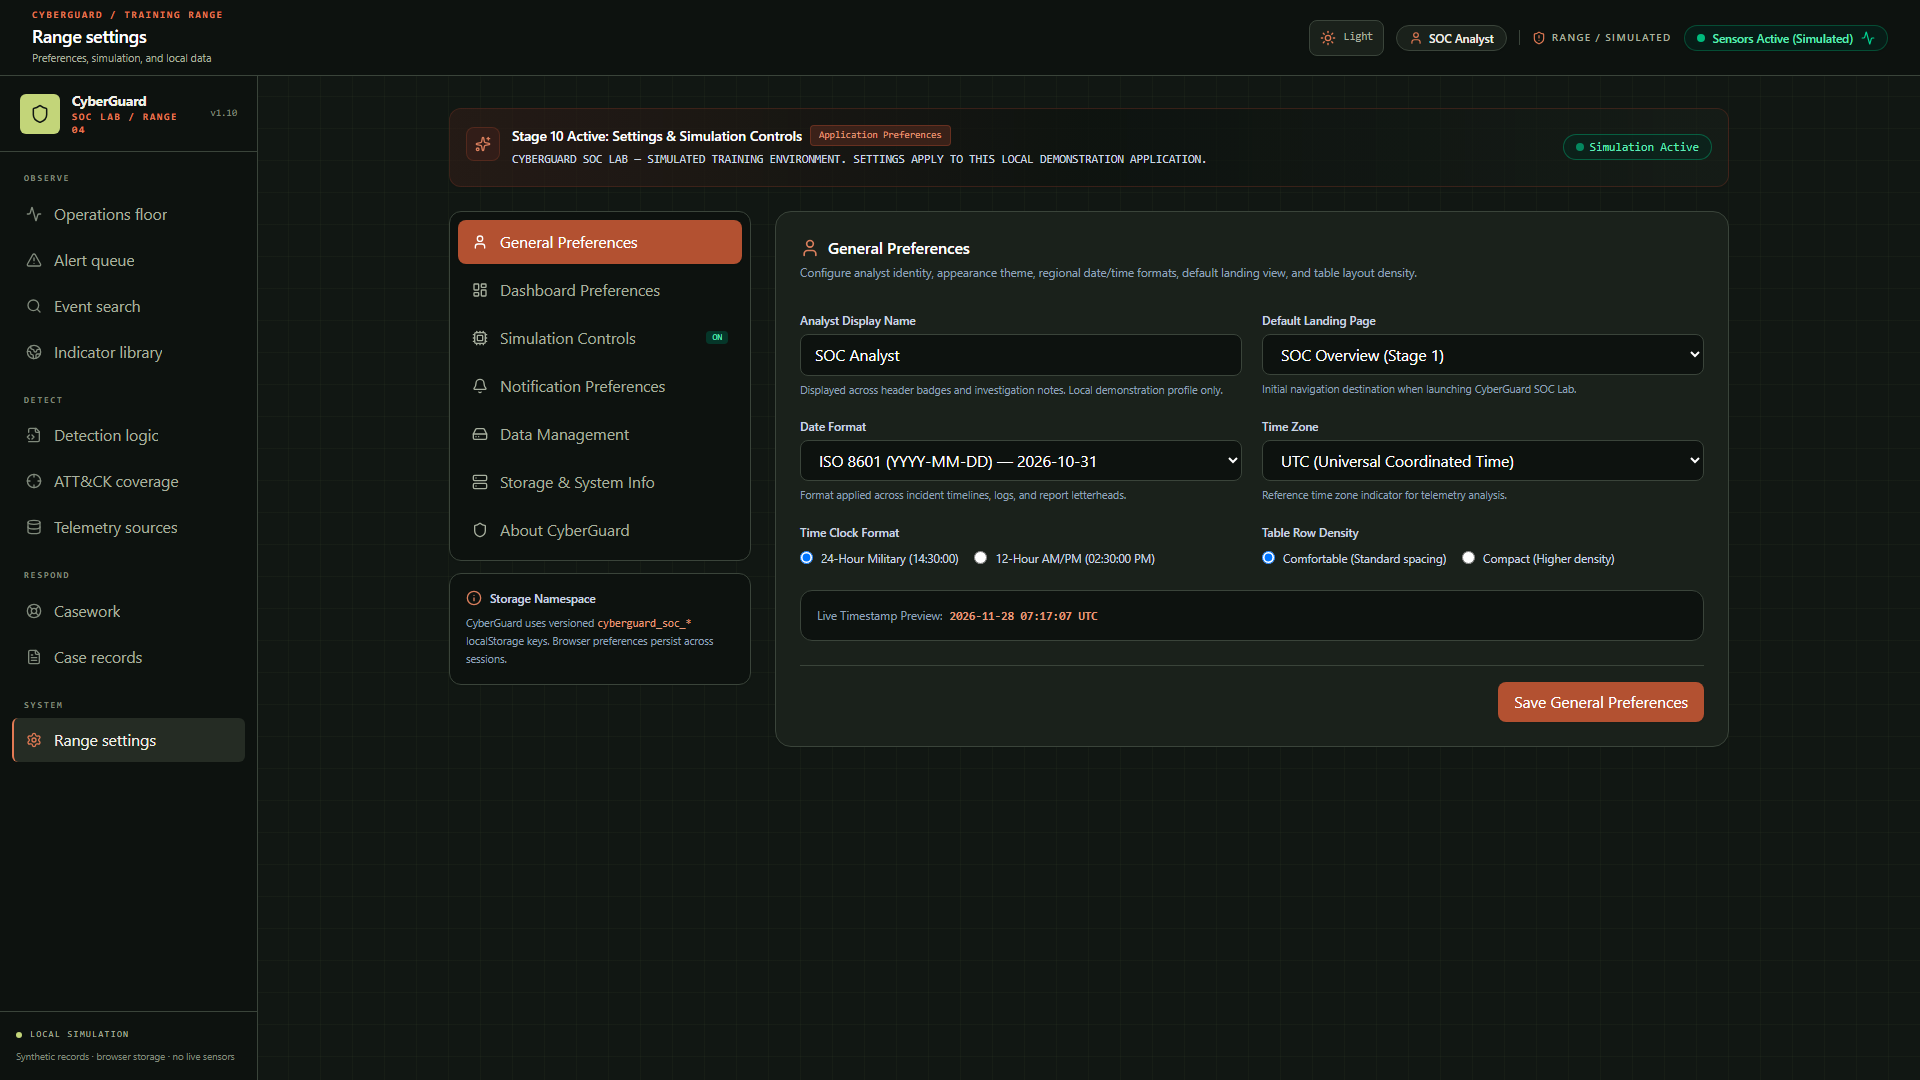 CYBERGUARD / TRAINING RANGE
Range settings
Preferences, simulation, and local data
Light
SOC Analyst
RANGE / SIMULATED
Sensors Active (Simulated)
CyberGuard
SOC LAB / RANGE
04
v1.10
OBSERVE
Operations floor
Alert queue
Event search
Indicator library
DETECT
Detection logic
ATT&CK coverage
Telemetry sources
RESPOND
Casework
Case records
SYSTEM
Range settings
LOCAL SIMULATION
Synthetic records · browser storage · no live sensors
Stage 10 Active: Settings & Simulation Controls
Application Preferences
CYBERGUARD SOC LAB — SIMULATED TRAINING ENVIRONMENT. SETTINGS APPLY TO THIS LOCAL DEMONSTRATION APPLICATION.
Simulation Active
General Preferences
Dashboard Preferences
Simulation Controls
ON
Notification Preferences
Data Management
Storage & System Info
About CyberGuard
Storage Namespace
CyberGuard uses versioned cyberguard_soc_*
localStorage keys. Browser preferences persist across
sessions.
General Preferences
Configure analyst identity, appearance theme, regional date/time formats, default landing view, and table layout density.
Analyst Display Name
SOC Analyst
Displayed across header badges and investigation notes. Local demonstration profile only.
Default Landing Page
SOC Overview (Stage 1)
Initial navigation destination when launching CyberGuard SOC Lab.
Date Format
ISO 8601 (YYYY-MM-DD) — 2026-10-31
Format applied across incident timelines, logs, and report letterheads.
Time Zone
UTC (Universal Coordinated Time)
Reference time zone indicator for telemetry analysis.
Time Clock Format
24-Hour Military (14:30:00)
12-Hour AM/PM (02:30:00 PM)
Table Row Density
Comfortable (Standard spacing)
Compact (Higher density)
Live Timestamp Preview: 2026-11-28 07:17:07 UTC
Save General Preferences